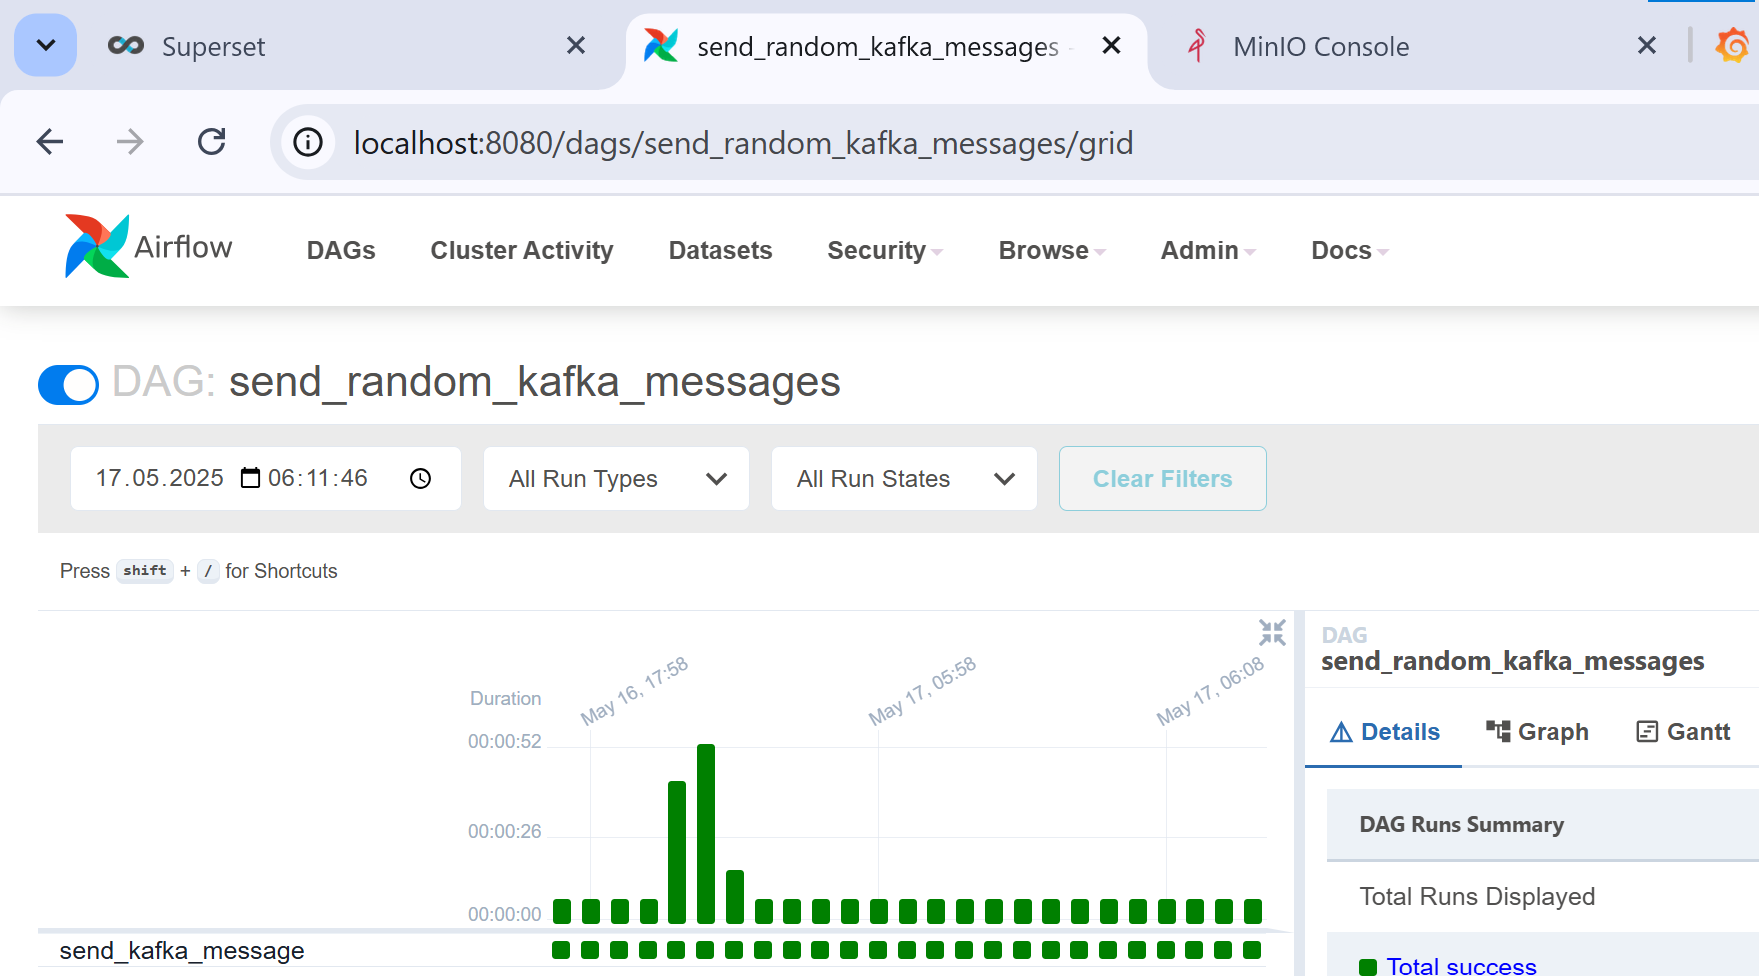 Superset
send_random_kafka_messages
MinIO Console
localhost:8080/dags/send_random_kafka_messages/grid
Airflow
DAGs
Cluster Activity
Datasets
Security
Browse
Admin
Docs
DAG: send_random_kafka_messages
17.05.2025 06:11:46
All Run Types
All Run States
Clear Filters
Press shift + / for Shortcuts
Duration
May 16, 17:58
May 17, 05:58
May 17, 06:08
00:00:52
00:00:26
00:00:00
send_kafka_message
DAG
send_random_kafka_messages
Details
Graph
Gantt
DAG Runs Summary
Total Runs Displayed
Total success